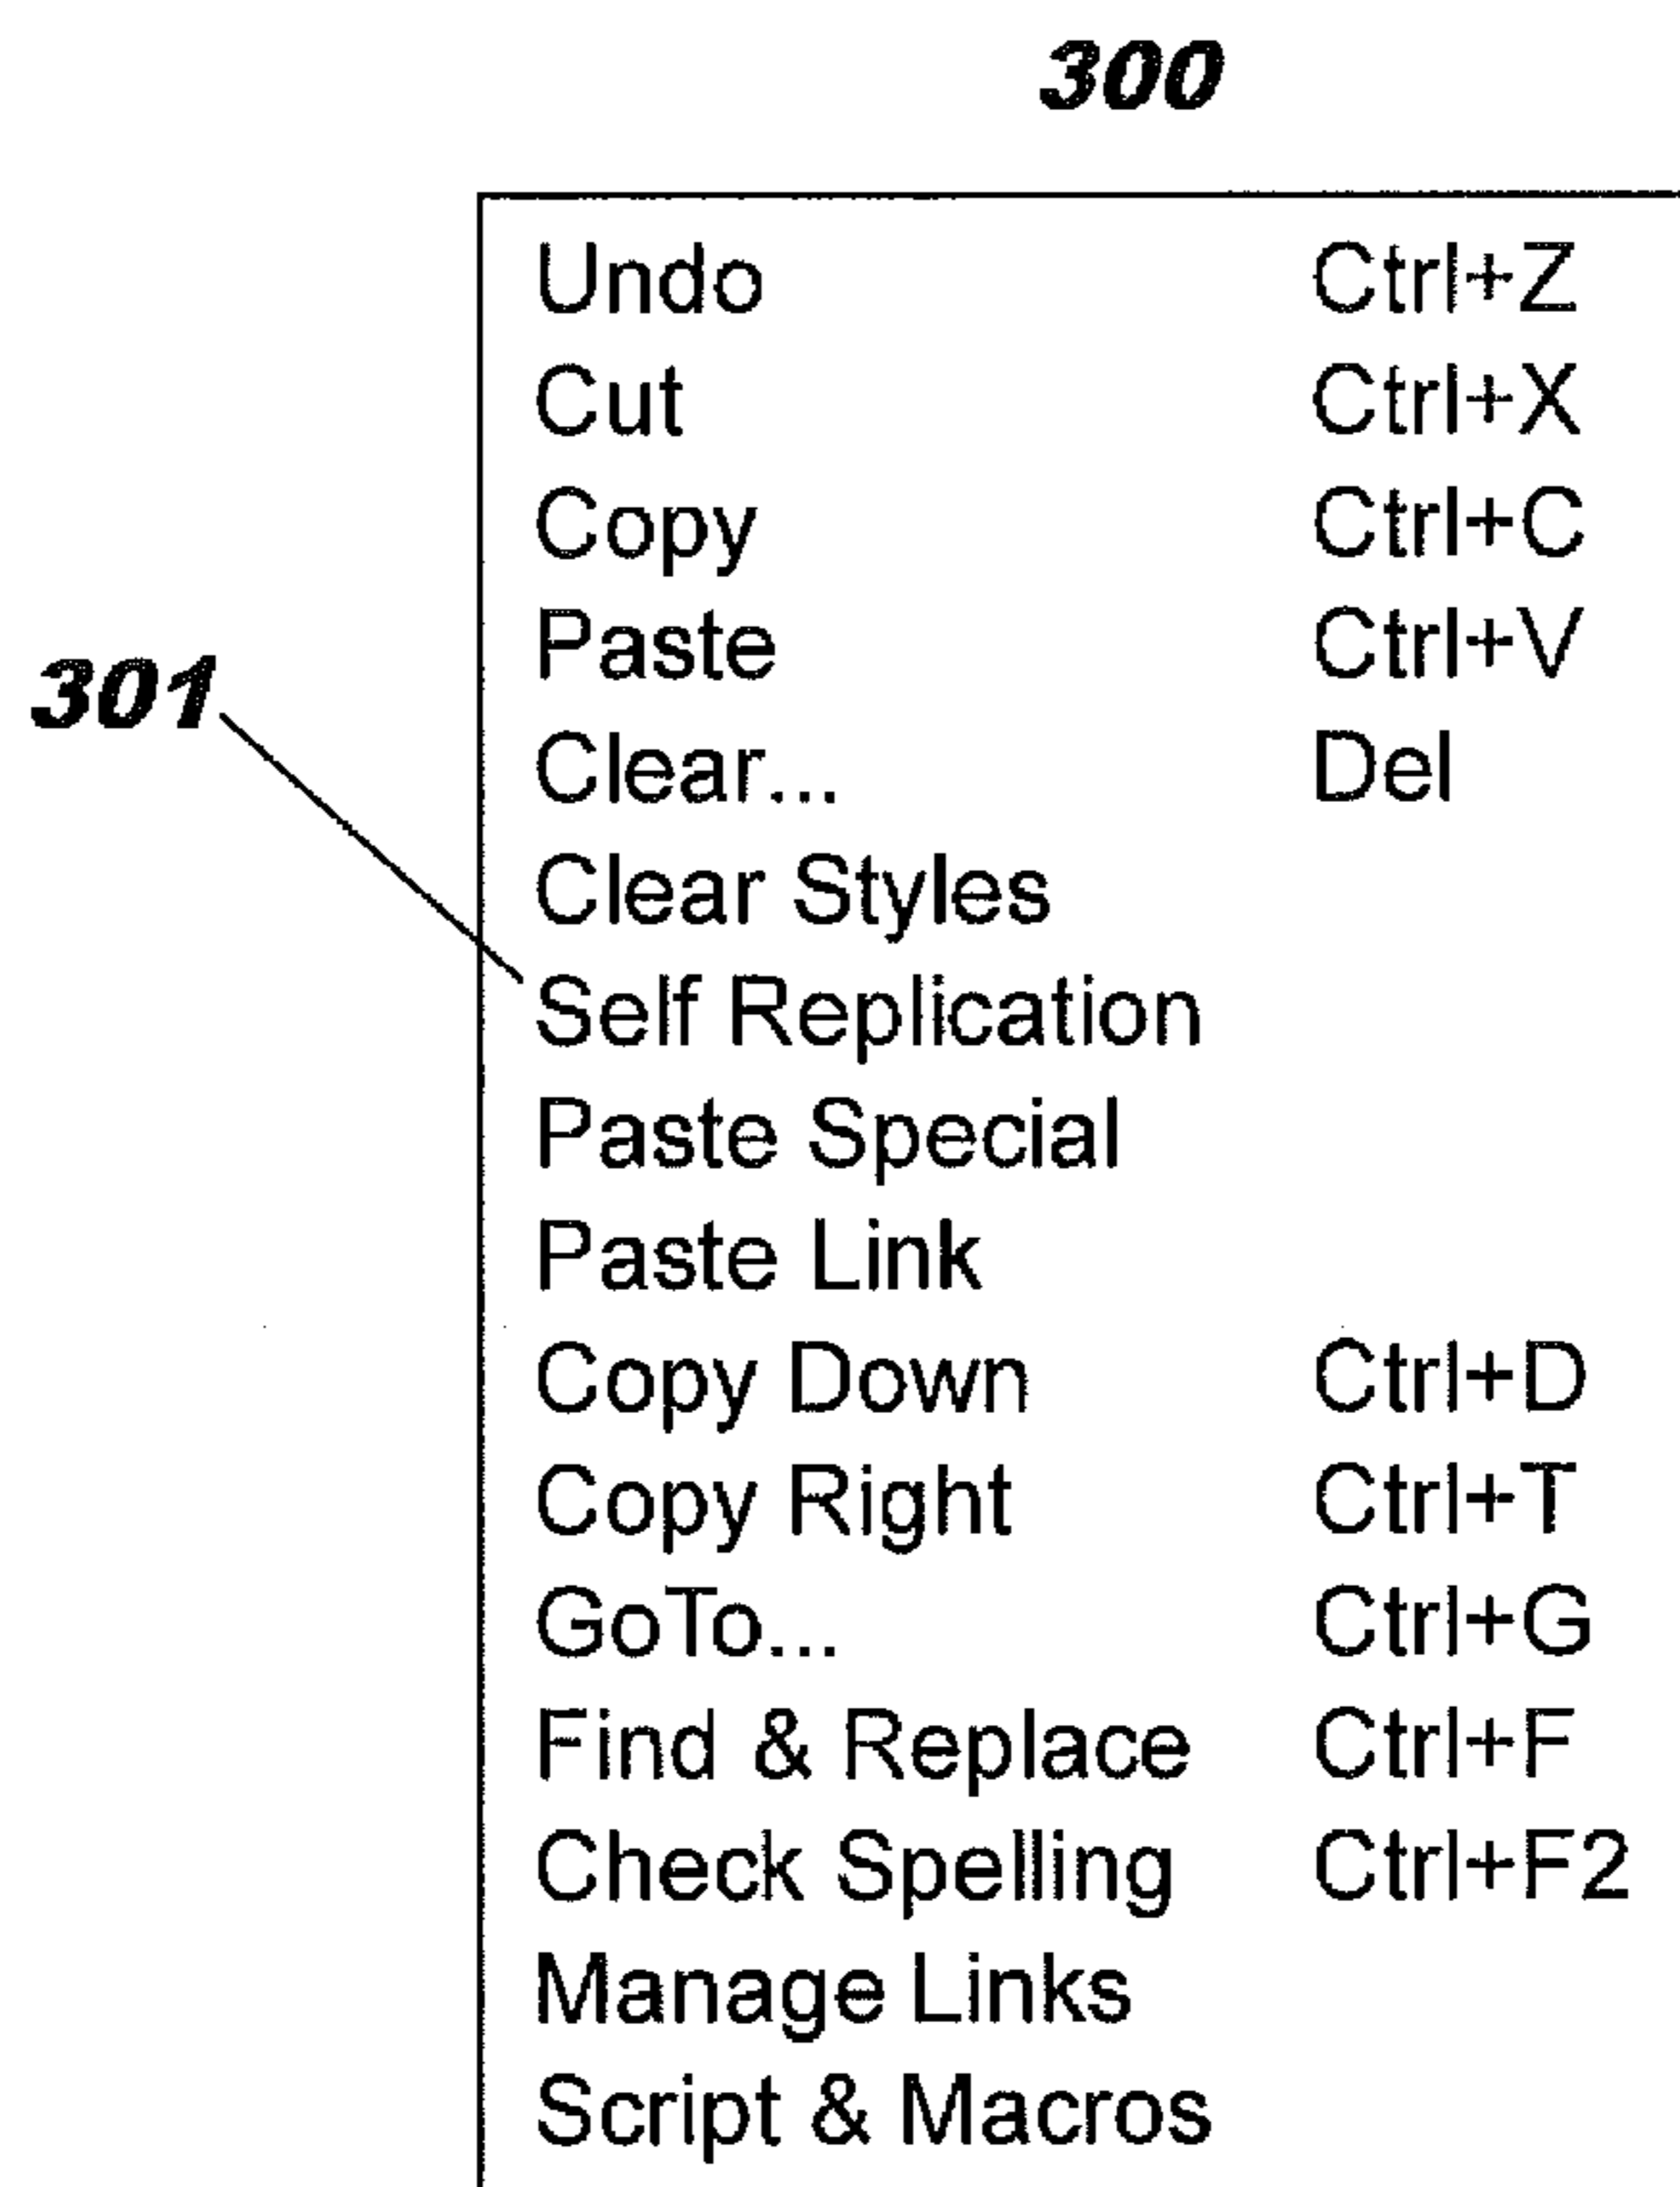 300
Undo Ctrl+Z
Cut Ctrl+X
Copy Ctrl+C
Paste Ctrl+V
301
Clear... Del
Clear Styles
Self Replication
Paste Special
Paste Link
Copy Down Ctrl+D
Copy Right Ctrl+T
GoTo... Ctrl+G
Find & Replace Ctrl+F
Check Spelling Ctrl+F2
Manage Links
Script & Macros